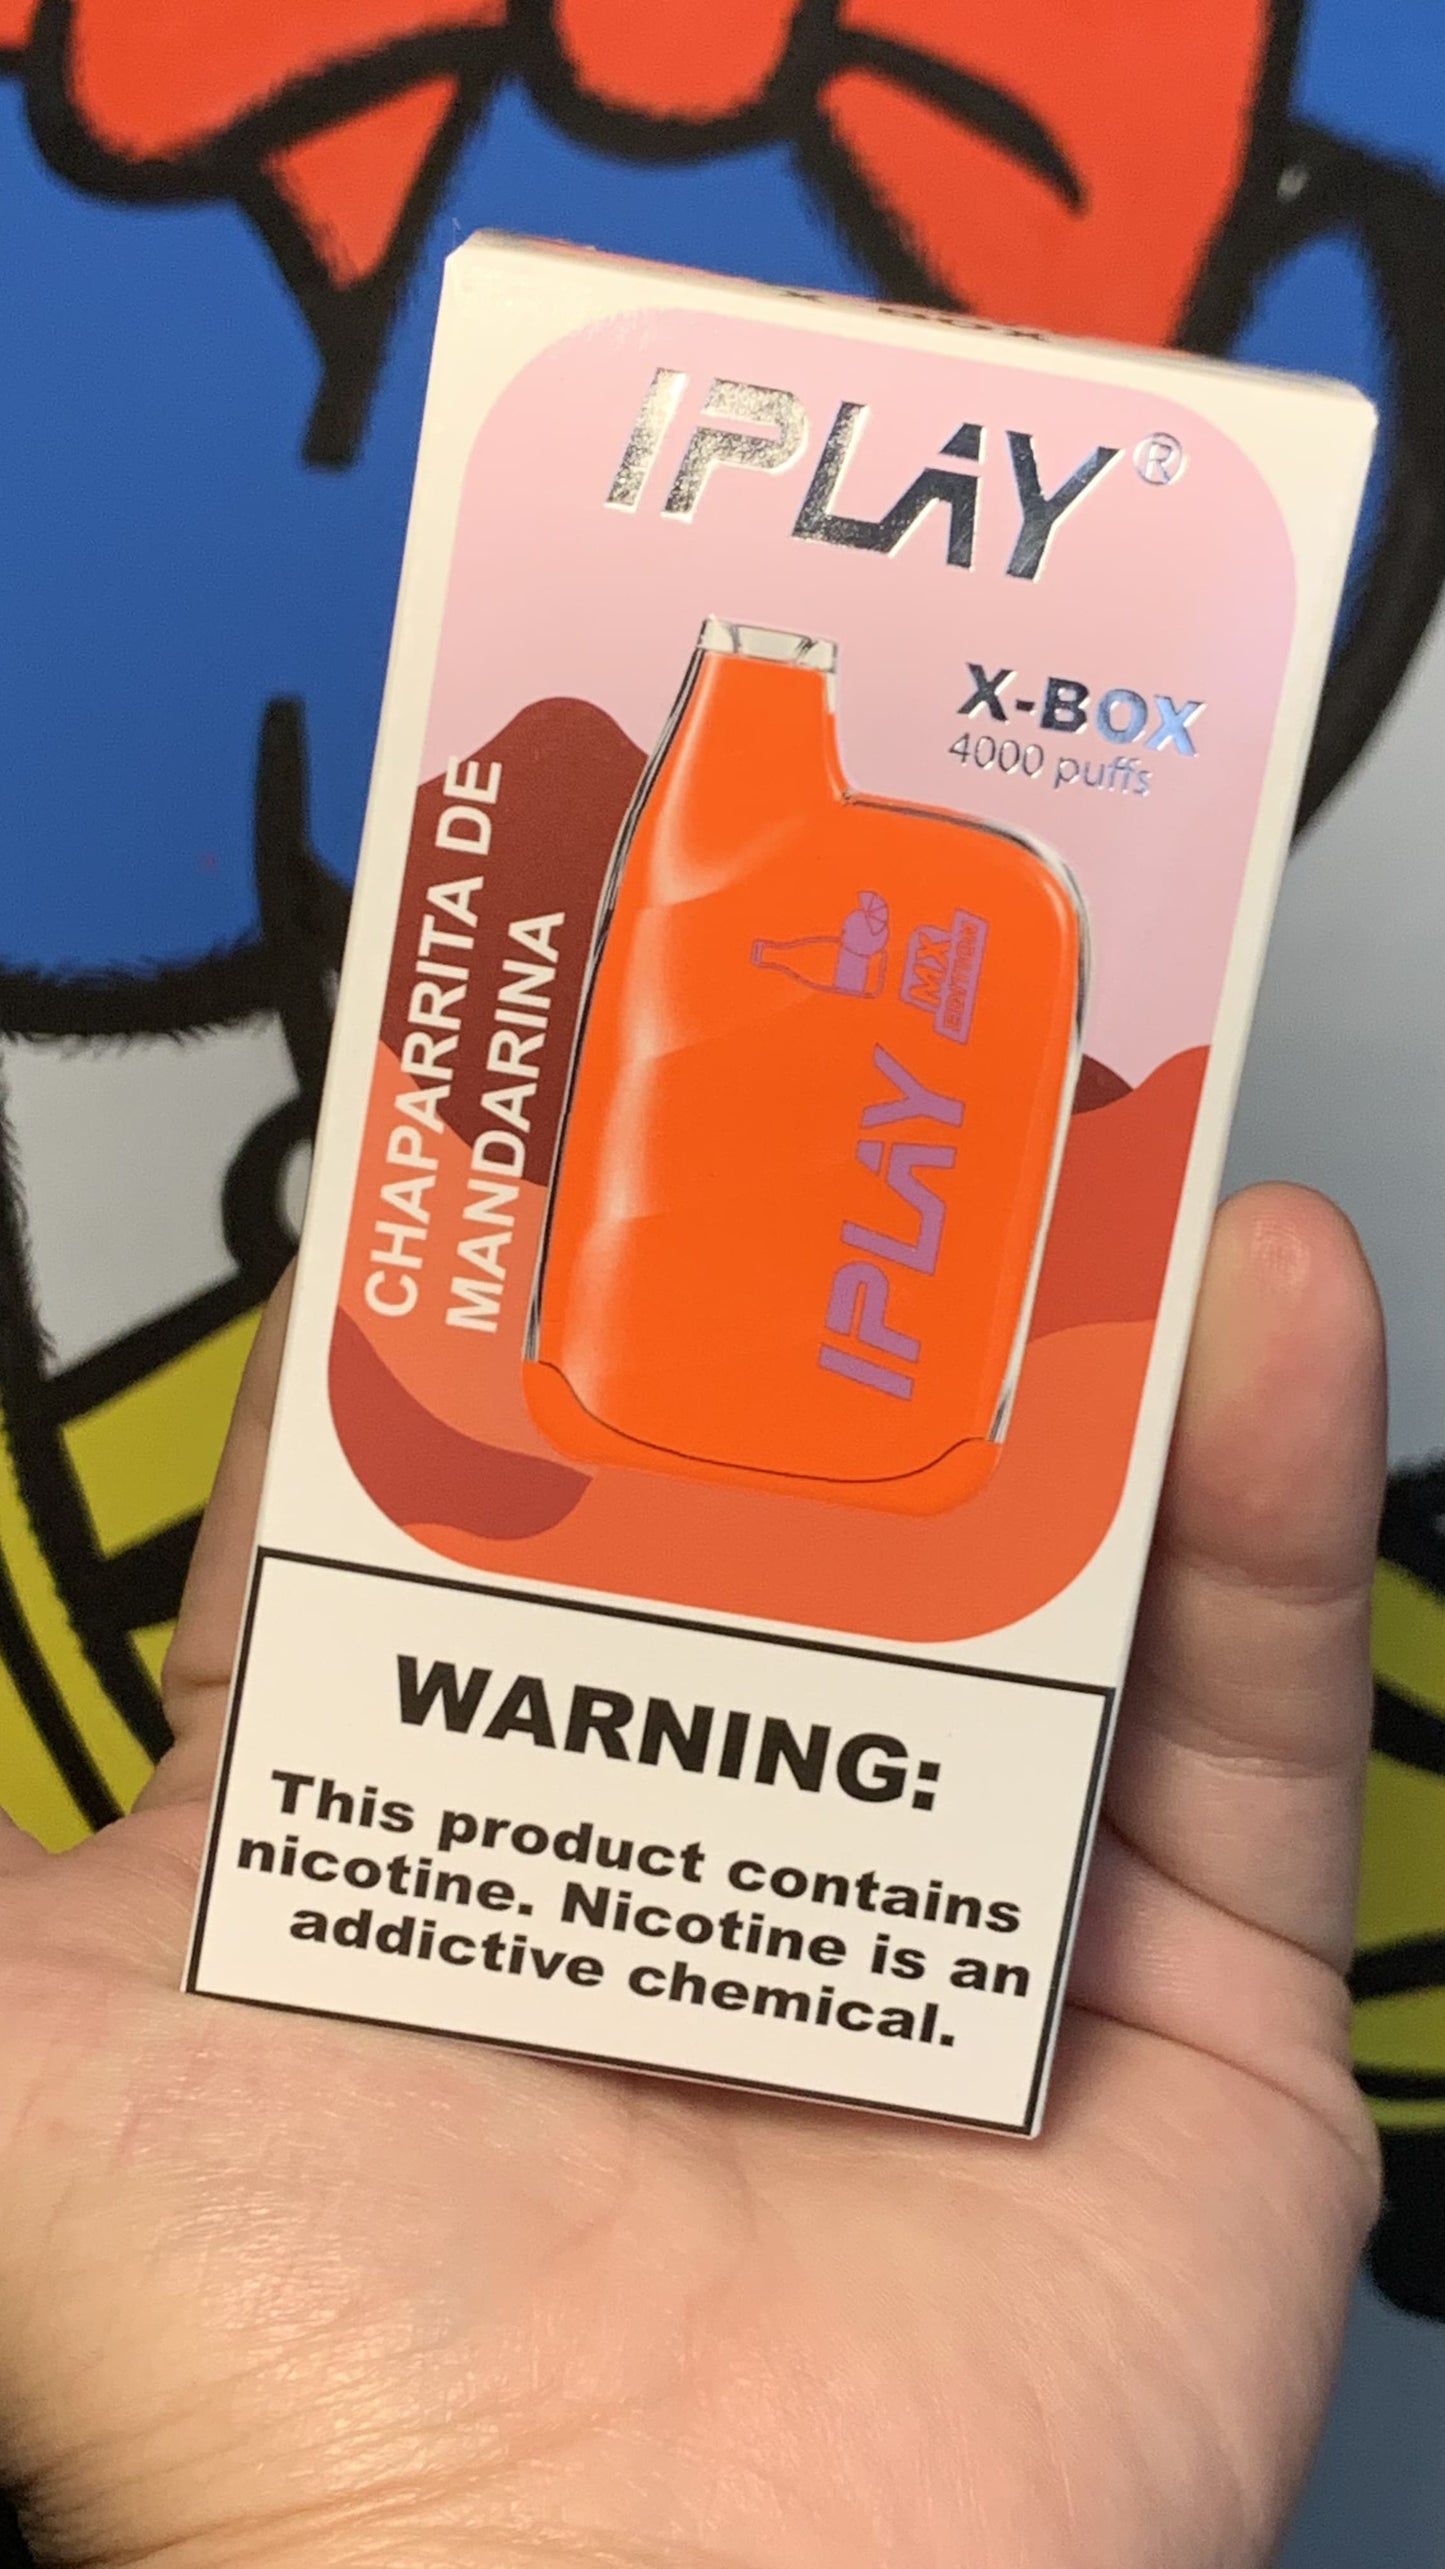 X-BOX
IPLAY®
X-BOX
4000 puffs
CHAPARRITA DE
MANDARINA
MX
EDITION
IPLAY
WARNING:
This product contains
nicotine. Nicotine is an
addictive chemical.